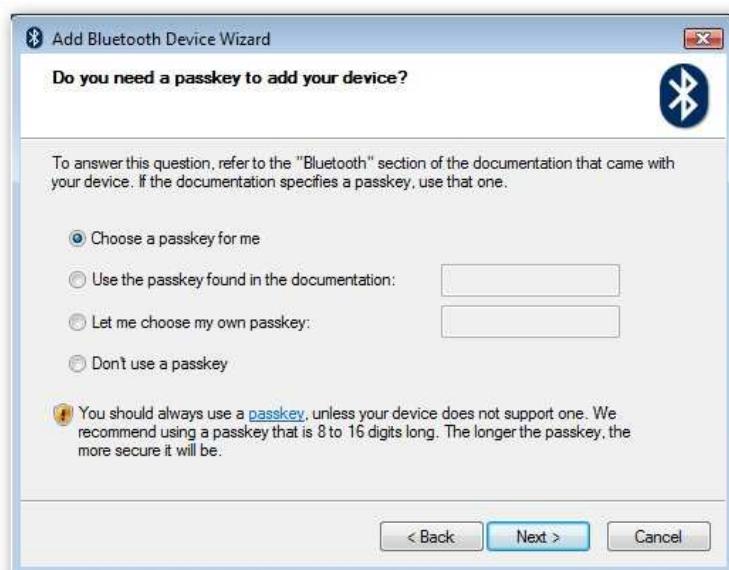 Add Bluetooth Device Wizard
Do you need a passkey to add your device?
To answer this question, refer to the "Bluetooth" section of the documentation that came with
your device. If the documentation specifies a passkey, use that one.
Choose a passkey for me
Use the passkey found in the documentation:
Let me choose my own passkey:
Don't use a passkey
You should always use a passkey, unless your device does not support one. We
recommend using a passkey that is 8 to 16 digits long. The longer the passkey, the
more secure it will be.
< Back Next > Cancel